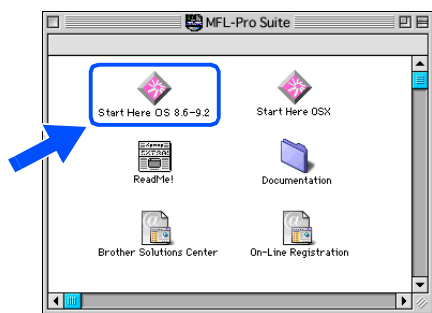 MFL-Pro Suite
Start Here OS 8.6-9.2
Start Here OSX
ReadMe!
Documentation
Brother Solutions Center
On-Line Registration